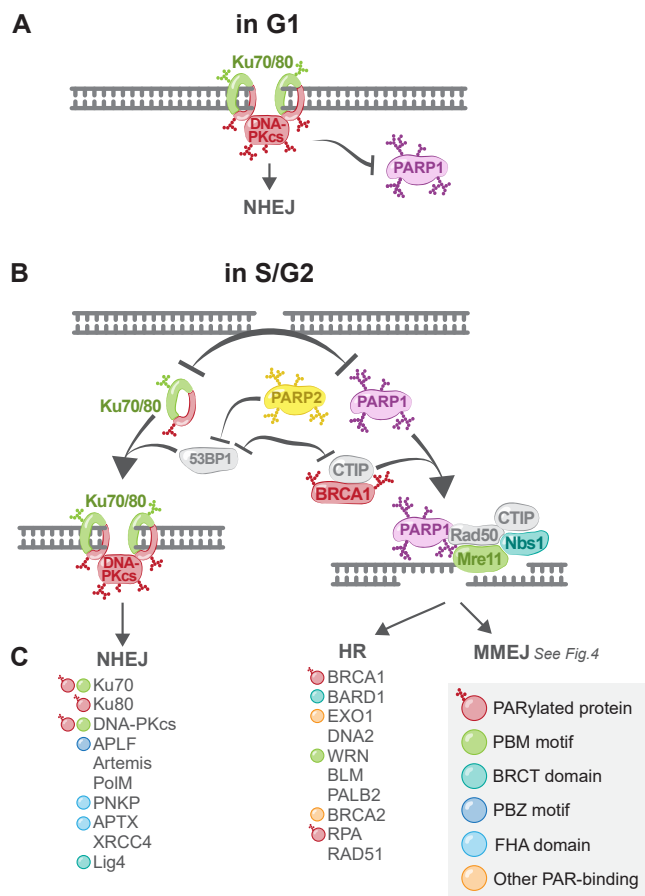 A
in G1
Ku70/80
DNA-
PKcs
PARP1
NHEJ
B
in S/G2
Ku70/80
PARP2
PARP1
53BP1
CTIP
BRCA1
Ku70/80
DNA-
PKcs
PARP1
Rad50
CTIP
Nbs1
Mre11
C
NHEJ
Ku70
Ku80
DNA-PKcs
APLF
Artemis
PolM
PNKP
APTX
XRCC4
Lig4
HR
BRCA1
BARD1
EXO1
DNA2
WRN
BLM
PALB2
BRCA2
RPA
RAD51
MMEJ See Fig.4
PARylated protein
PBM motif
BRCT domain
PBZ motif
FHA domain
Other PAR-binding